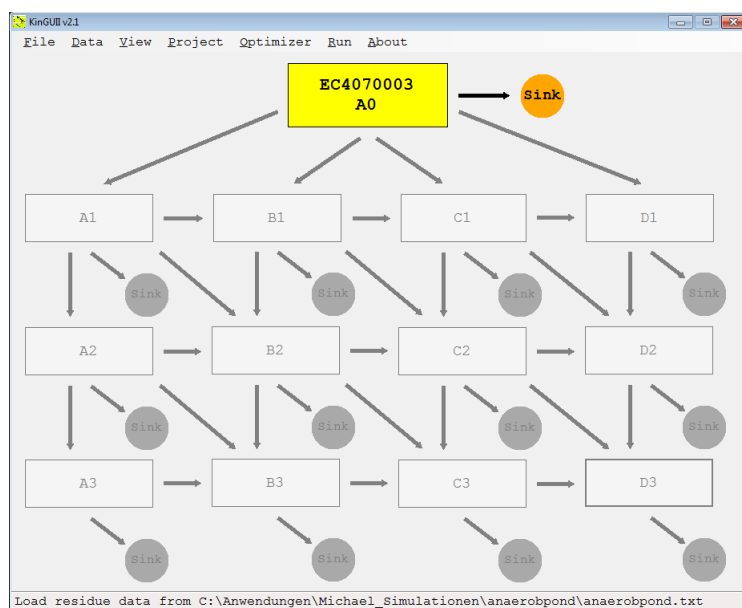 KinGUII v2.1
File Data View Project Optimizer Run About
EC4070003
A0
Sink
A1 B1 C1 D1
Sink Sink Sink Sink
A2 B2 C2 D2
Sink Sink Sink Sink
A3 B3 C3 D3
Sink Sink Sink Sink
Load residue data from C:\Anwendungen\Michael_Simulationen\anaerobpond\anaerobpond.txt